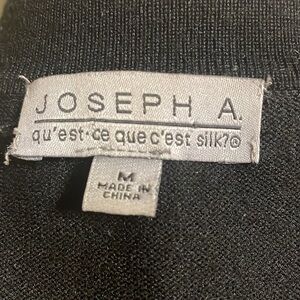 JOSEPH A.
qu'est·ce que c'est silk?®
M
MADE IN
CHINA